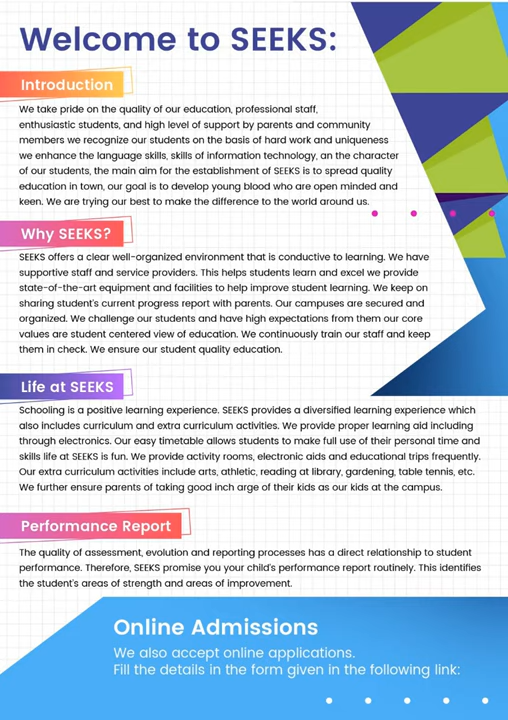 Welcome to SEEKS:
Introduction
We take pride on the quality of our education, professional staff,
enthusiastic students, and high level of support by parents and community
members we recognize our students on the basis of hard work and uniqueness
we enhance the language skills, skills of information technology, an the character
of our students, the main aim for the establishment of SEEKS is to spread quality
education in town, our goal is to develop young blood who are open minded and
keen. We are trying our best to make the difference to the world around us.
Why SEEKS?
SEEKS offers a clear well-organized environment that is conductive to learning. We have
supportive staff and service providers. This helps students learn and excel we provide
state-of-the-art equipment and facilities to help improve student learning. We keep on
sharing student's current progress report with parents. Our campuses are secured and
organized. We challenge our students and have high expectations from them our core
values are student centered view of education. We continuously train our staff and keep
them in check. We ensure our student quality education.
Life at SEEKS
Schooling is a positive learning experience. SEEKS provides a diversified learning experience which
also includes curriculum and extra curriculum activities. We provide proper learning aid including
through electronics. Our easy timetable allows students to make full use of their personal time and
skills life at SEEKS is fun. We provide activity rooms, electronic aids and educational trips frequently.
Our extra curriculum activities include arts, athletic, reading at library, gardening, table tennis, etc.
We further ensure parents of taking good inch arge of their kids as our kids at the campus.
Performance Report
The quality of assessment, evolution and reporting processes has a direct relationship to student
performance. Therefore, SEEKS promise you your child's performance report routinely. This identifies
the student's areas of strength and areas of improvement.
Online Admissions
We also accept online applications.
Fill the details in the form given in the following link: